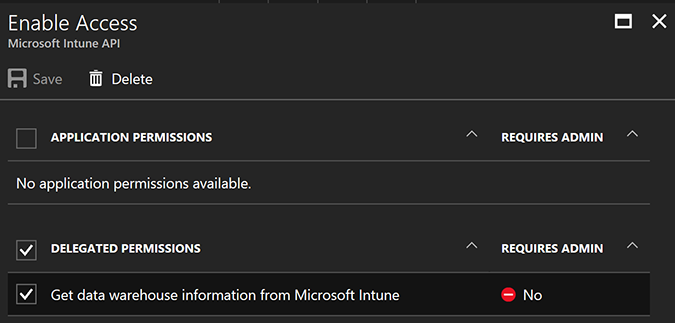 Enable Access
Microsoft Intune API
Save Delete
APPLICATION PERMISSIONS REQUIRES ADMIN
No application permissions available.
DELEGATED PERMISSIONS REQUIRES ADMIN
Get data warehouse information from Microsoft Intune No